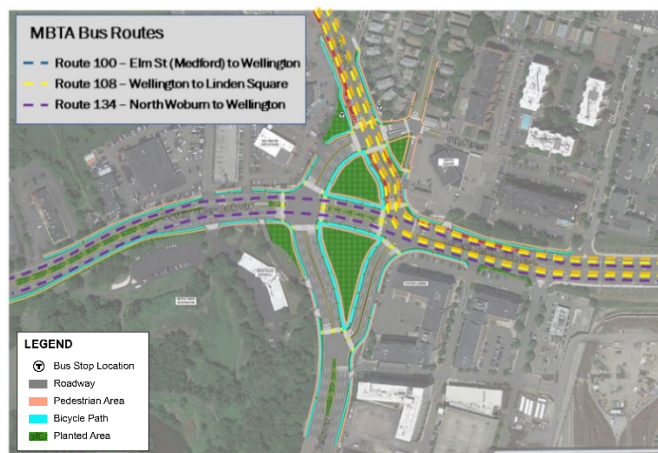 MBTA Bus Routes
Route 100 – Elm St (Medford) to Wellington
Route 108 – Wellington to Linden Square
Route 134 – North Woburn to Wellington
LEGEND
T Bus Stop Location
Roadway
Pedestrian Area
Bicycle Path
Planted Area